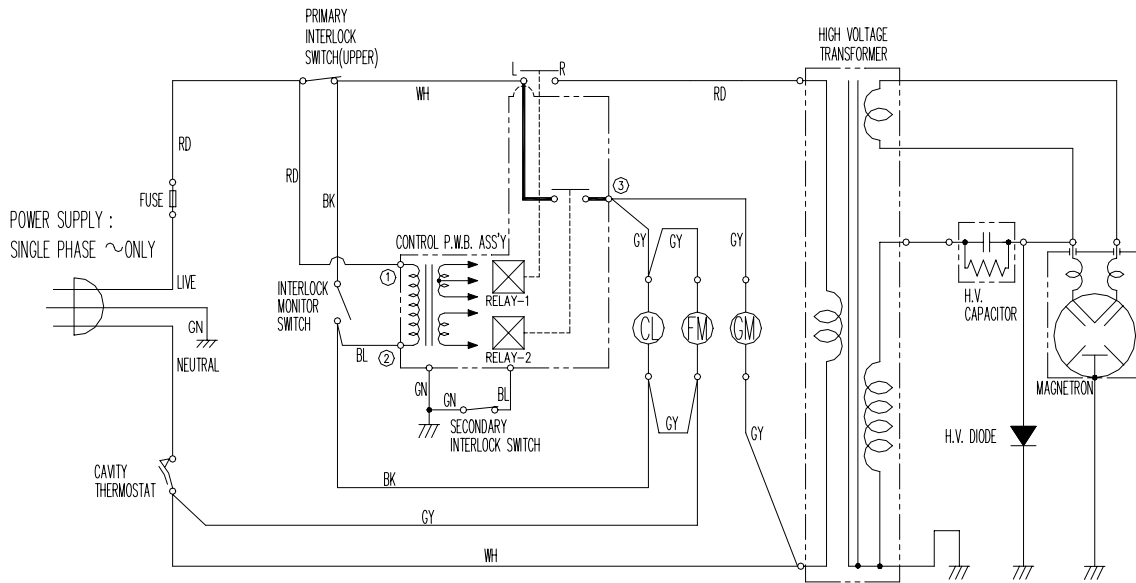 PRIMARY
INTERLOCK
SWITCH(UPPER)
HIGH VOLTAGE
TRANSFORMER
L
R
WH
RD
RD
RD
BK
FUSE
POWER SUPPLY :
SINGLE PHASE ～ONLY
LIVE
GN
NEUTRAL
INTERLOCK
MONITOR
SWITCH
CONTROL P.W.B. ASS'Y
①
②
③
RELAY-1
RELAY-2
BL
GN
GN
BL
SECONDARY
INTERLOCK SWITCH
GY
GY
GY
CL
FM
GM
GY
GY
H.V.
CAPACITOR
MAGNETRON
H.V. DIODE
CAVITY
THERMOSTAT
BK
GY
WH